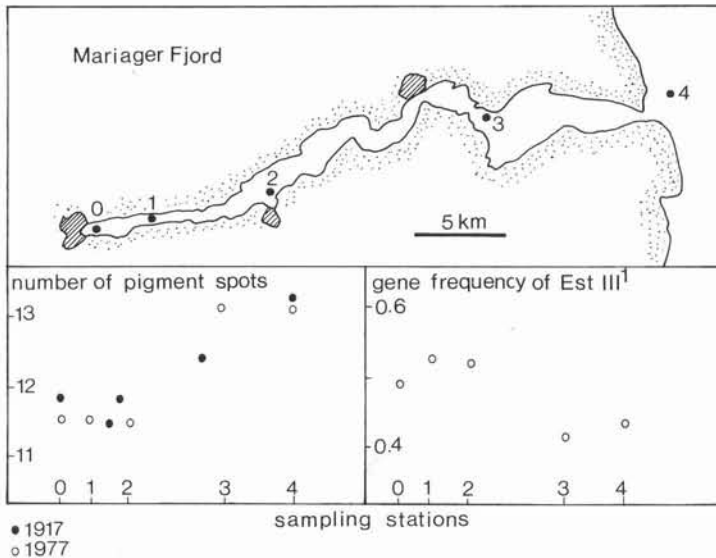 Mariager Fjord
4
3
2
0 1
5 km
number of pigment spots
13
12
11
0 1 2 3 4
gene frequency of Est III¹
0.6
0.4
0 1 2 3 4
sampling stations
● 1917
○ 1977